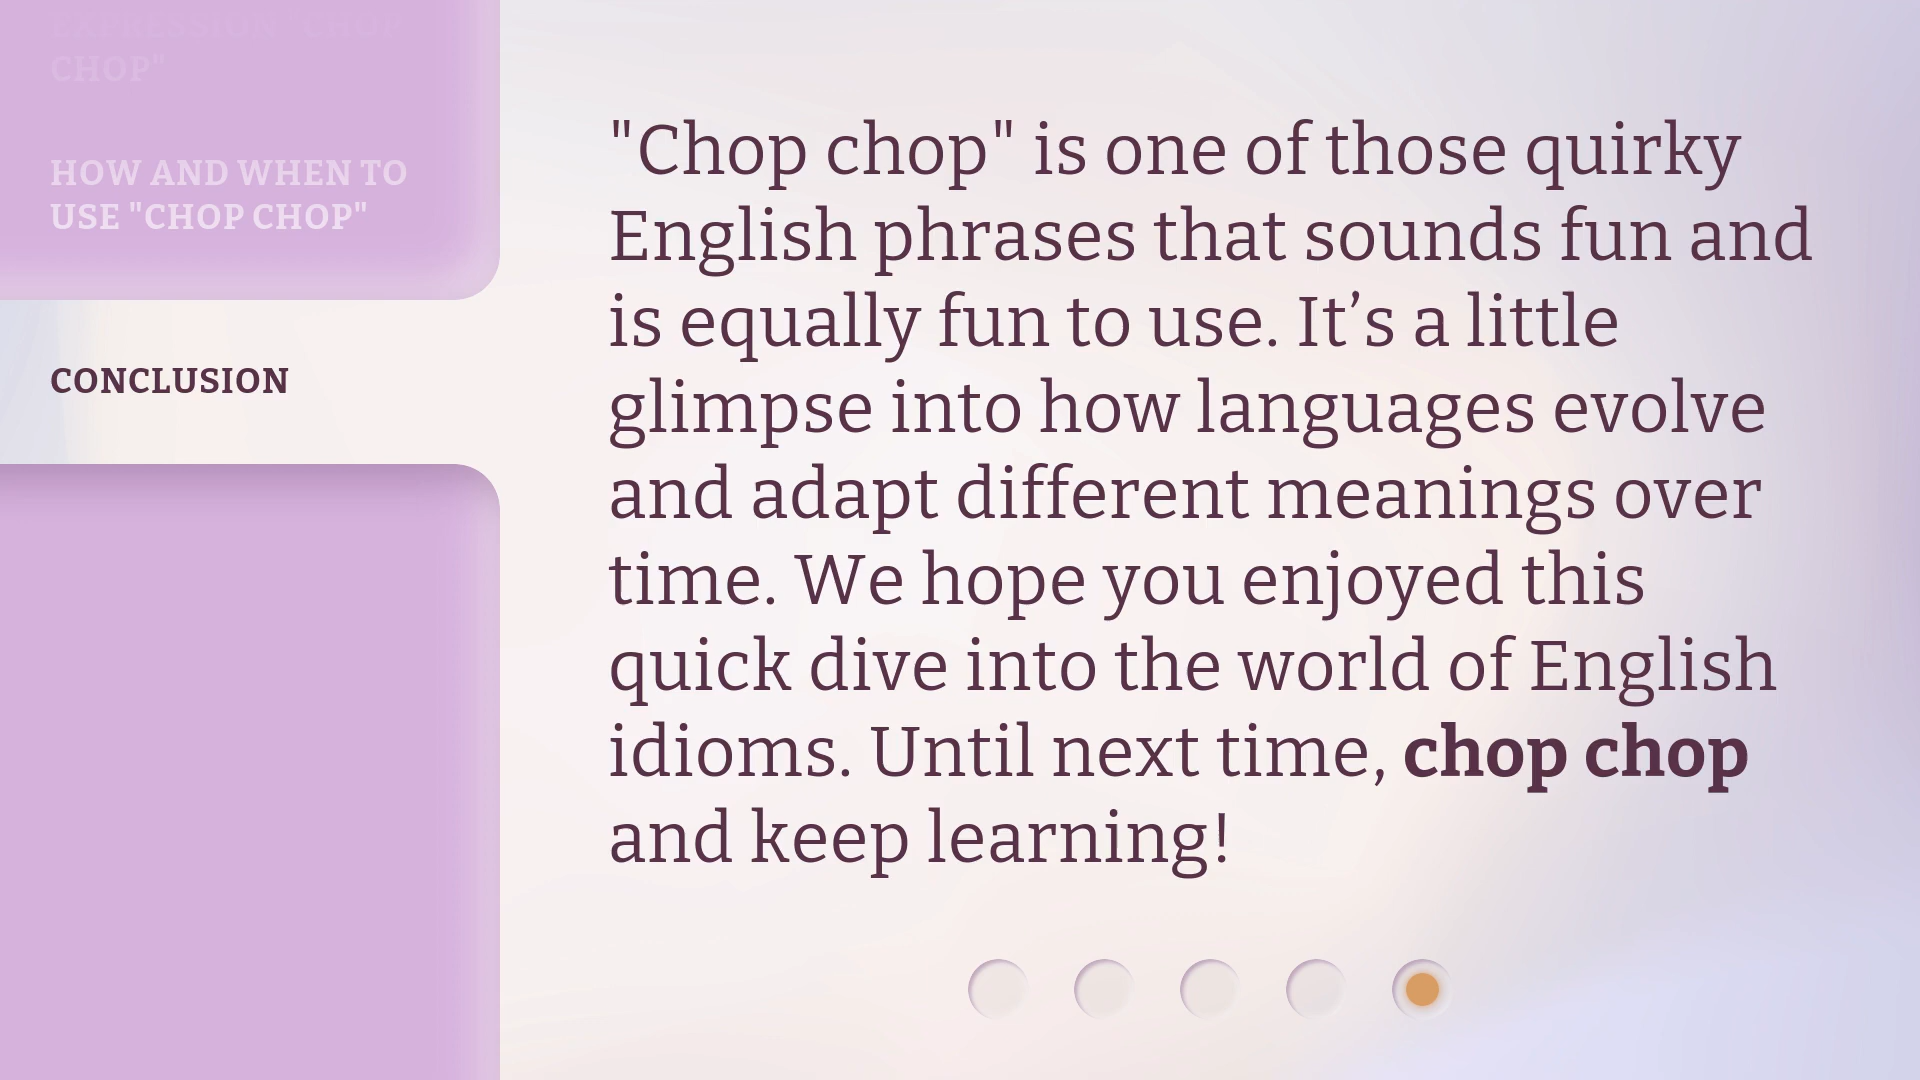 EXPRESSION "CHOP
CHOP"
HOW AND WHEN TO
USE "CHOP CHOP"
CONCLUSION
"Chop chop" is one of those quirky
English phrases that sounds fun and
is equally fun to use. It’s a little
glimpse into how languages evolve
and adapt different meanings over
time. We hope you enjoyed this
quick dive into the world of English
idioms. Until next time, chop chop
and keep learning!